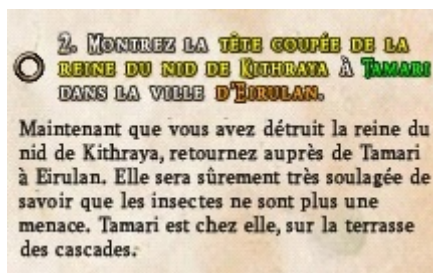 2. Montrez la tête coupée de la
reine du nid de Kithraya à Tamari
dans la ville d'Eirulan.
Maintenant que vous avez détruit la reine du
nid de Kithraya, retournez auprès de Tamari
à Eirulan. Elle sera sûrement très soulagée de
savoir que les insectes ne sont plus une
menace. Tamari est chez elle, sur la terrasse
des cascades.